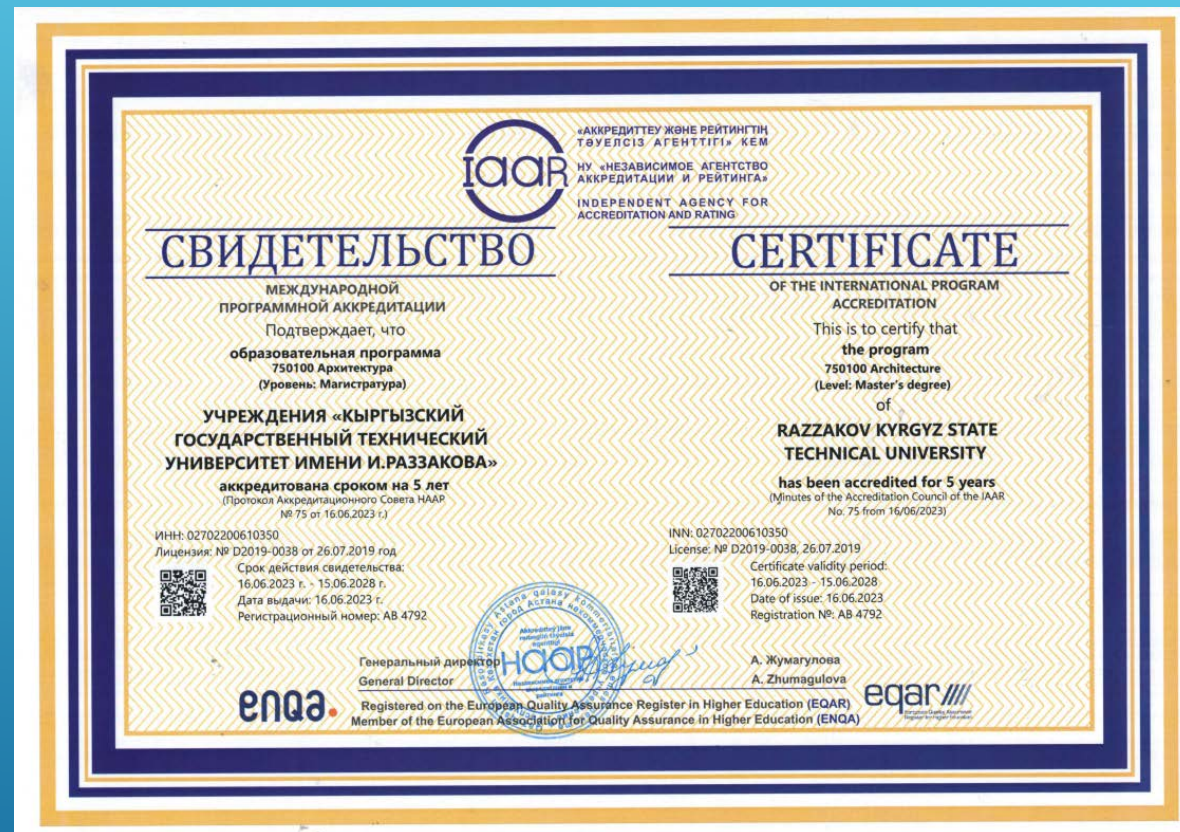 IAAR
«АККРЕДИТТЕУ ЖӘНЕ РЕЙТИНГТІҢ
ТӘУЕЛСІЗ АГЕНТТІГІ» КЕМ
НУ «НЕЗАВИСИМОЕ АГЕНТСТВО
АККРЕДИТАЦИИ И РЕЙТИНГА»
INDEPENDENT AGENCY FOR
ACCREDITATION AND RATING
СВИДЕТЕЛЬСТВО
МЕЖДУНАРОДНОЙ
ПРОГРАММНОЙ АККРЕДИТАЦИИ
Подтверждает, что
образовательная программа
750100 Архитектура
(Уровень: Магистратура)
УЧРЕЖДЕНИЯ «КЫРГЫЗСКИЙ
ГОСУДАРСТВЕННЫЙ ТЕХНИЧЕСКИЙ
УНИВЕРСИТЕТ ИМЕНИ И.РАЗЗАКОВА»
аккредитована сроком на 5 лет
(Протокол Аккредитационного Совета НААР
№ 75 от 16.06.2023 г.)
ИНН: 02702200610350
Лицензия: № D2019-0038 от 26.07.2019 год
Срок действия свидетельства:
16.06.2023 г. - 15.06.2028 г.
Дата выдачи: 16.06.2023 г.
Регистрационный номер: АВ 4792
CERTIFICATE
OF THE INTERNATIONAL PROGRAM
ACCREDITATION
This is to certify that
the program
750100 Architecture
(Level: Master's degree)
of
RAZZAKOV KYRGYZ STATE
TECHNICAL UNIVERSITY
has been accredited for 5 years
(Minutes of the Accreditation Council of the IAAR
No. 75 from 16/06/2023)
INN: 02702200610350
License: № D2019-0038, 26.07.2019
Certificate validity period:
16.06.2023 - 15.06.2028
Date of issue: 16.06.2023
Registration №: AB 4792
Генеральный директор
General Director
НААР
А. Жумагулова
A. Zhumagulova
enqa.
Registered on the European Quality Assurance Register in Higher Education (EQAR)
Member of the European Association for Quality Assurance in Higher Education (ENQA)
eqar